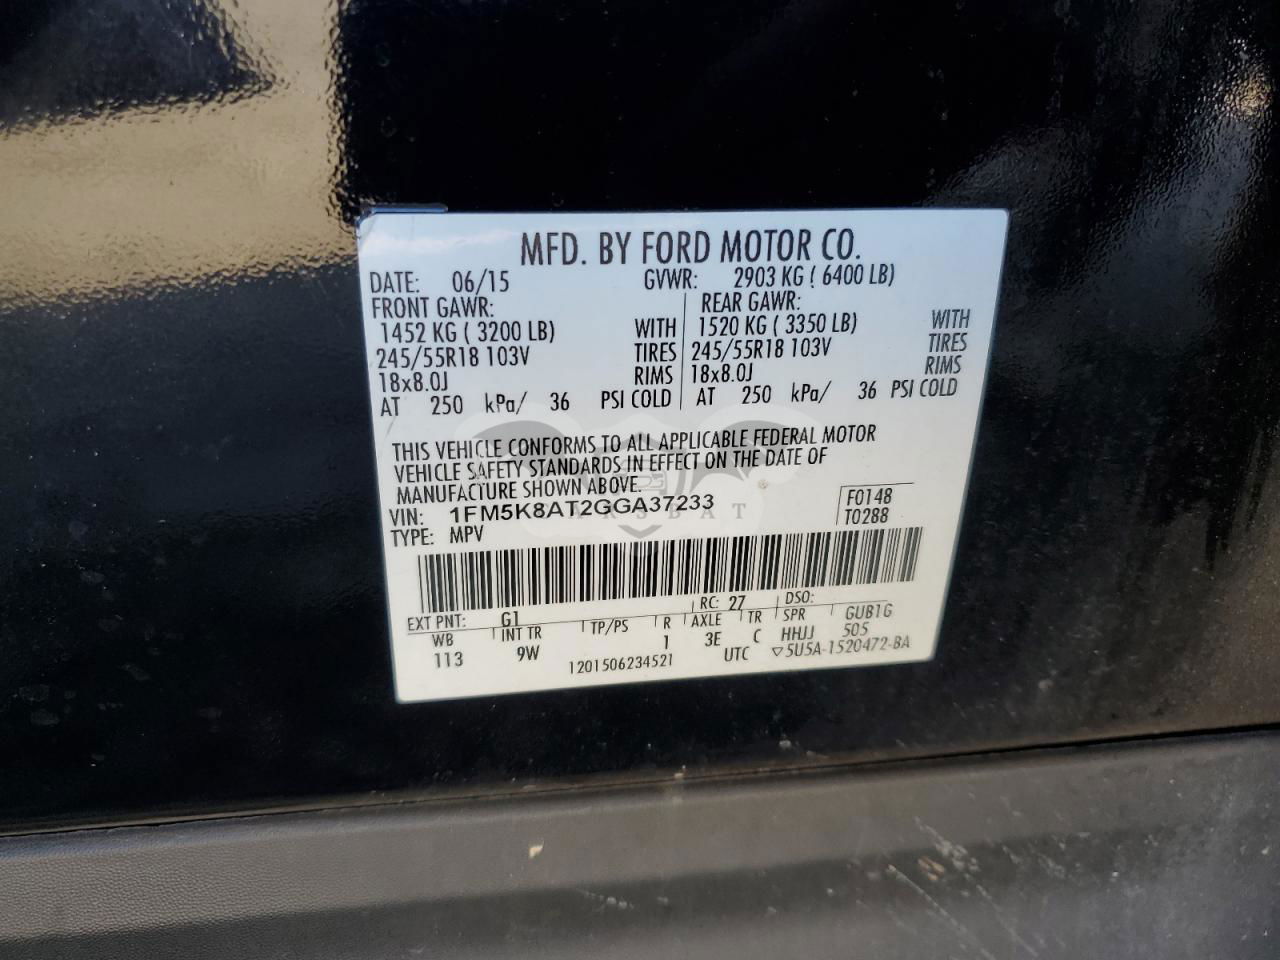 MFD. BY FORD MOTOR CO.
DATE: 06/15 GVWR: 2903 KG ( 6400 LB)
FRONT GAWR: REAR GAWR:
1452 KG ( 3200 LB) WITH 1520 KG ( 3350 LB) WITH
245/55R18 103V TIRES 245/55R18 103V TIRES
18x8.0J RIMS 18x8.0J RIMS
AT 250 kPa/ 36 PSI COLD AT 250 kPa/ 36 PSI COLD
THIS VEHICLE CONFORMS TO ALL APPLICABLE FEDERAL MOTOR
VEHICLE SAFETY STANDARDS IN EFFECT ON THE DATE OF
MANUFACTURE SHOWN ABOVE.
VIN: 1FM5K8AT2GGA37233 F0148
TYPE: MPV T0288
CARSBAT
EXT PNT: G1 RC: 27 DSO:
WB INT TR TP/PS R AXLE TR SPR GUB1G
113 9W 1 3E C HHJJ 505
1201506234521 UTC ▽5U5A-1520472-BA